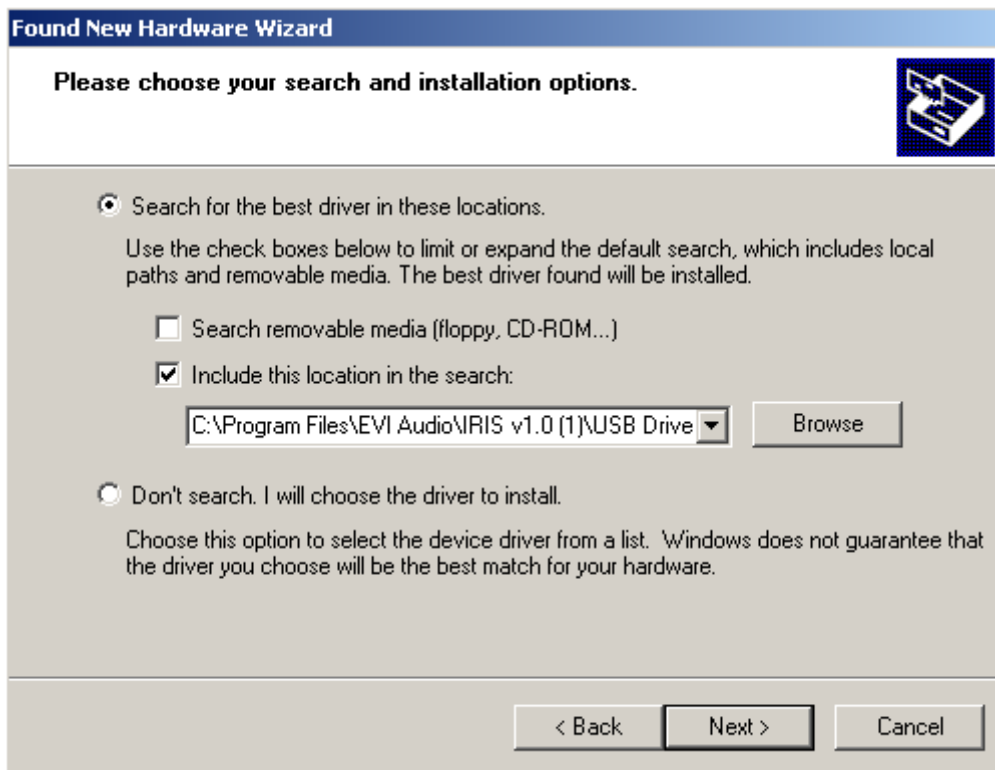 Found New Hardware Wizard
Please choose your search and installation options.
Search for the best driver in these locations.
Use the check boxes below to limit or expand the default search, which includes local
paths and removable media. The best driver found will be installed.
Search removable media (floppy, CD-ROM...)
Include this location in the search:
C:\Program Files\EVI Audio\IRIS v1.0 (1)\USB Drive
Browse
Don't search. I will choose the driver to install.
Choose this option to select the device driver from a list.  Windows does not guarantee that
the driver you choose will be the best match for your hardware.
< Back Next > Cancel